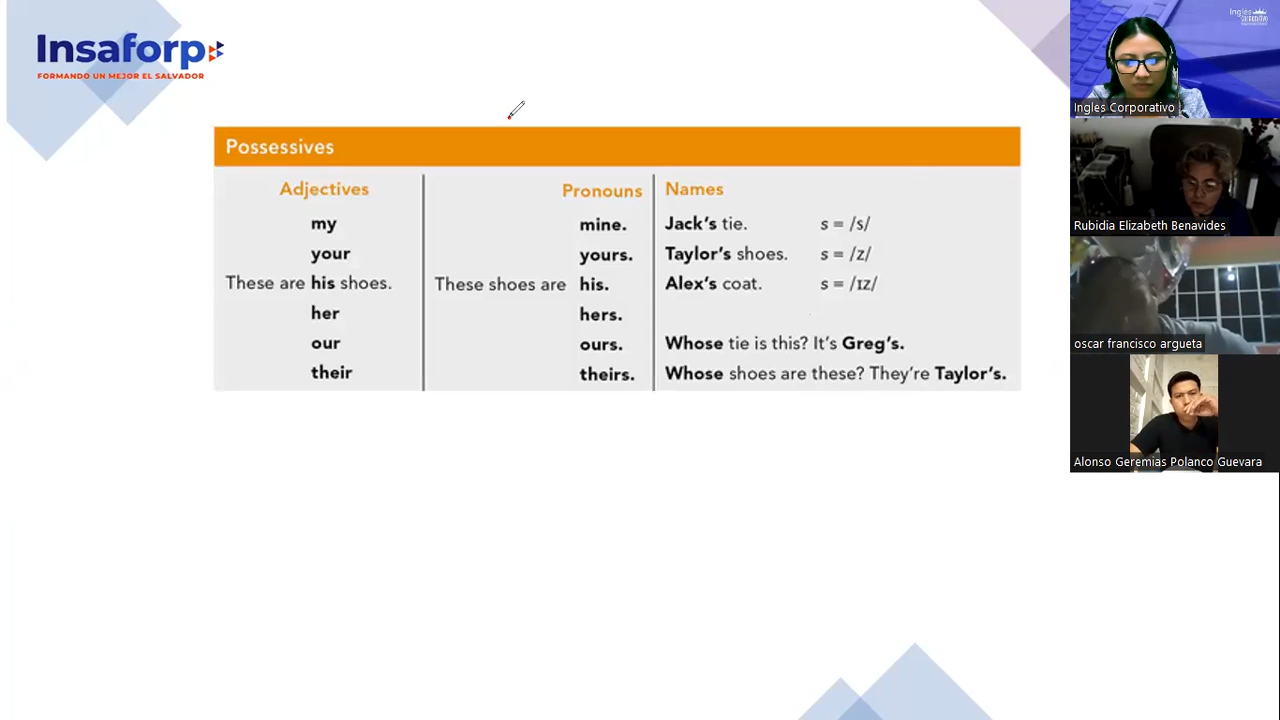 Insaforp
FORMANDO UN MEJOR EL SALVADOR
Possessives
Adjectives
my
your
These are his shoes.
her
our
their
Pronouns
mine.
yours.
These shoes are his.
hers.
ours.
theirs.
Names
Jack's tie. s = /s/
Taylor's shoes. s = /z/
Alex's coat. s = /ɪz/
Whose tie is this? It's Greg's.
Whose shoes are these? They're Taylor's.
Ingles Corporativo
Rubidia Elizabeth Benavides
oscar francisco argueta
Alonso Geremias Polanco Guevara